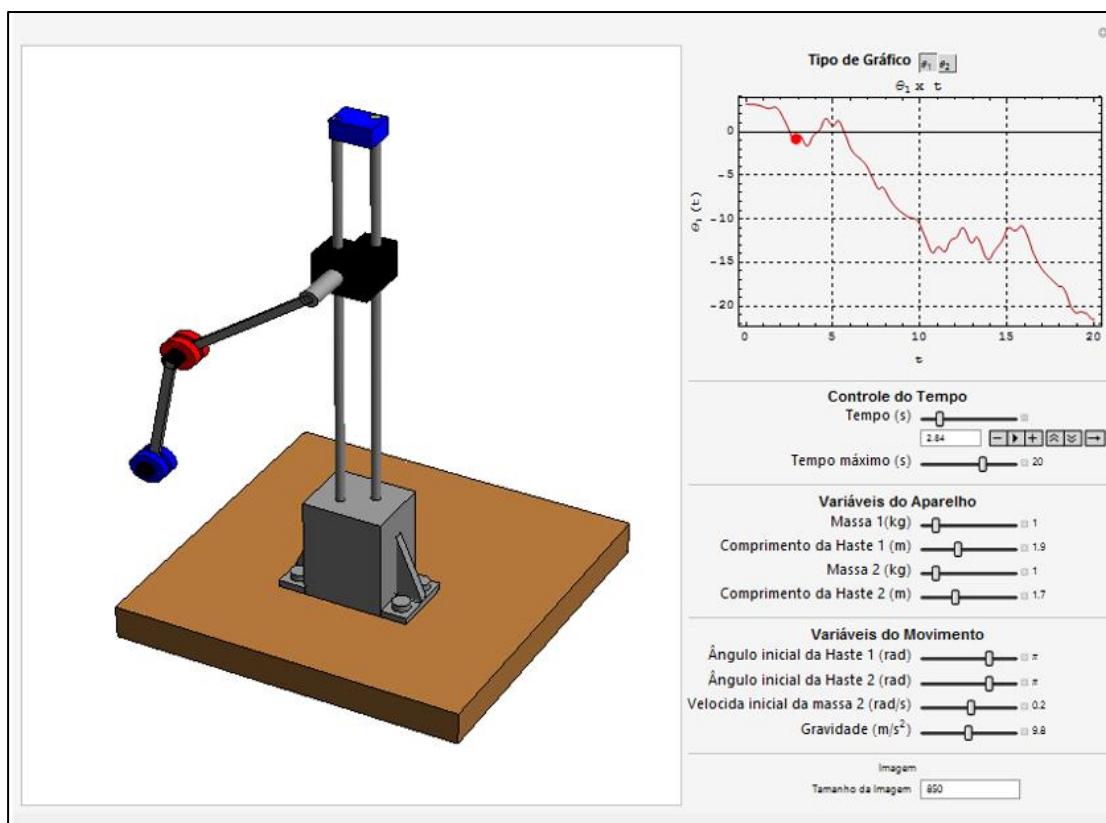 Tipo de Gráfico θ₁ θ₂
θ₁ x t
0
-5
-10
-15
-20
θ₁ (t)
0 5 10 15 20
t
Controle do Tempo
Tempo (s)
2.84
Tempo máximo (s) 20
Variáveis do Aparelho
Massa 1(kg) 1
Comprimento da Haste 1 (m) 1.9
Massa 2 (kg) 1
Comprimento da Haste 2 (m) 1.7
Variáveis do Movimento
Ângulo inicial da Haste 1 (rad) π
Ângulo inicial da Haste 2 (rad) π
Velocida inicial da massa 2 (rad/s) 0.2
Gravidade (m/s²) 9.8
Imagem
Tamanho da Imagem 850